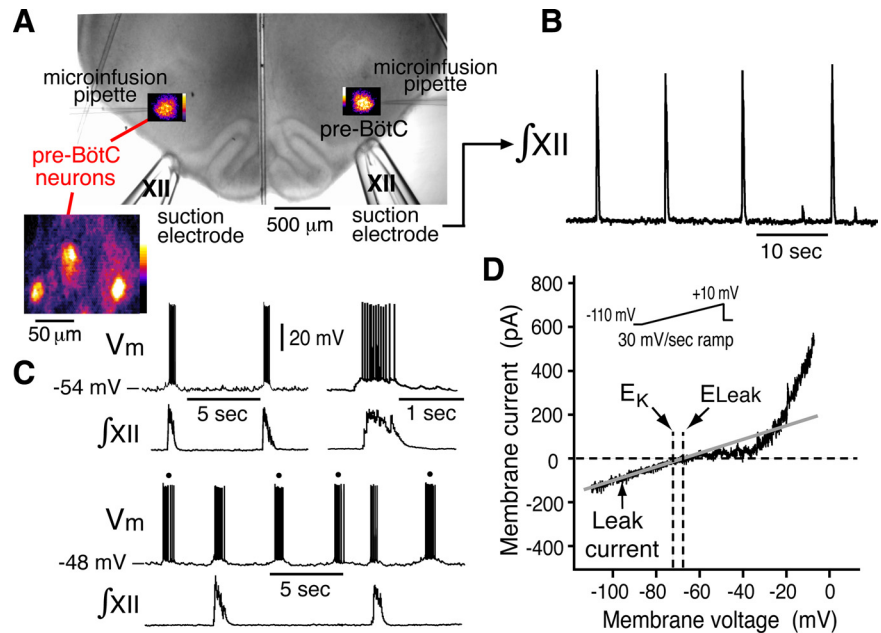 A
microinfusion
pipette
microinfusion
pipette
pre-BötC
pre-BötC
neurons
XII
XII
suction
electrode
500 μm
suction
electrode
50 μm
B
∫XII
10 sec
C
Vm
20 mV
-54 mV
5 sec
1 sec
∫XII
Vm
-48 mV
5 sec
∫XII
D
800
600
400
200
0
-200
-400
Membrane current (pA)
+10 mV
-110 mV
30 mV/sec ramp
EK
ELeak
Leak
current
-100
-80
-60
-40
-20
0
Membrane voltage (mV)